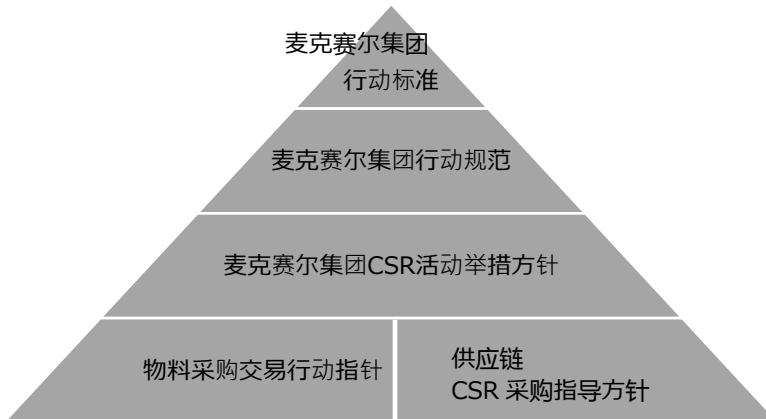 麦克赛尔集团
行动标准
麦克赛尔集团行动规范
麦克赛尔集团CSR活动举措方针
物料采购交易行动指针
供应链
CSR 采购指导方针